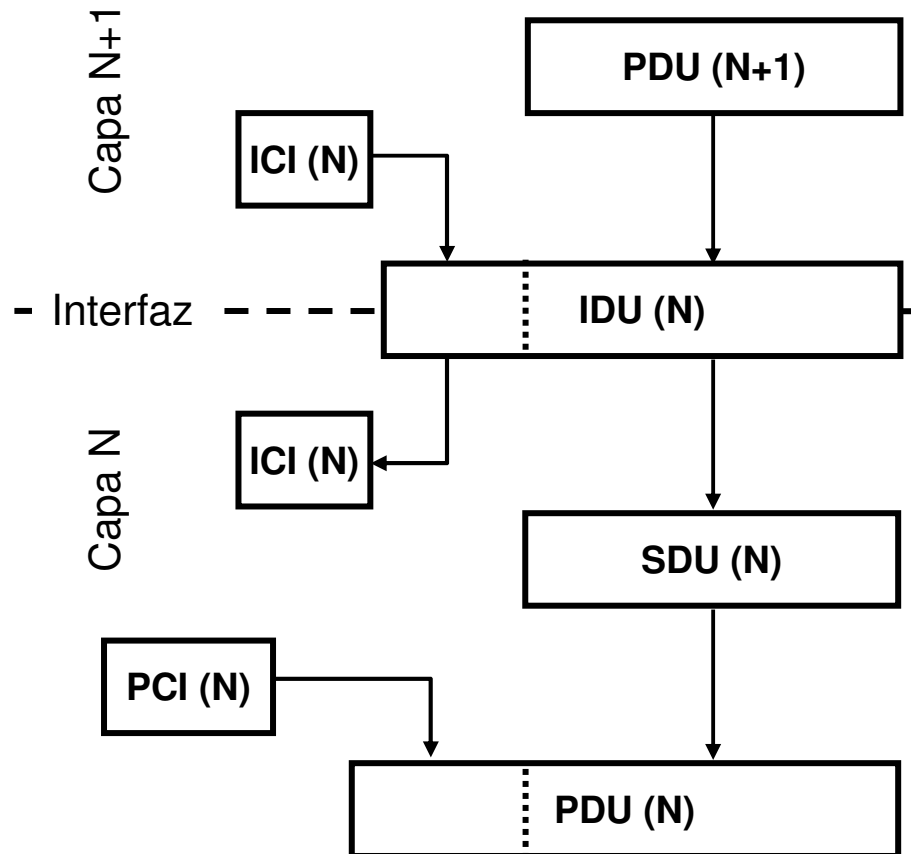 Capa N+1
PDU (N+1)
ICI (N)
Interfaz
IDU (N)
Capa N
ICI (N)
SDU (N)
PCI (N)
PDU (N)